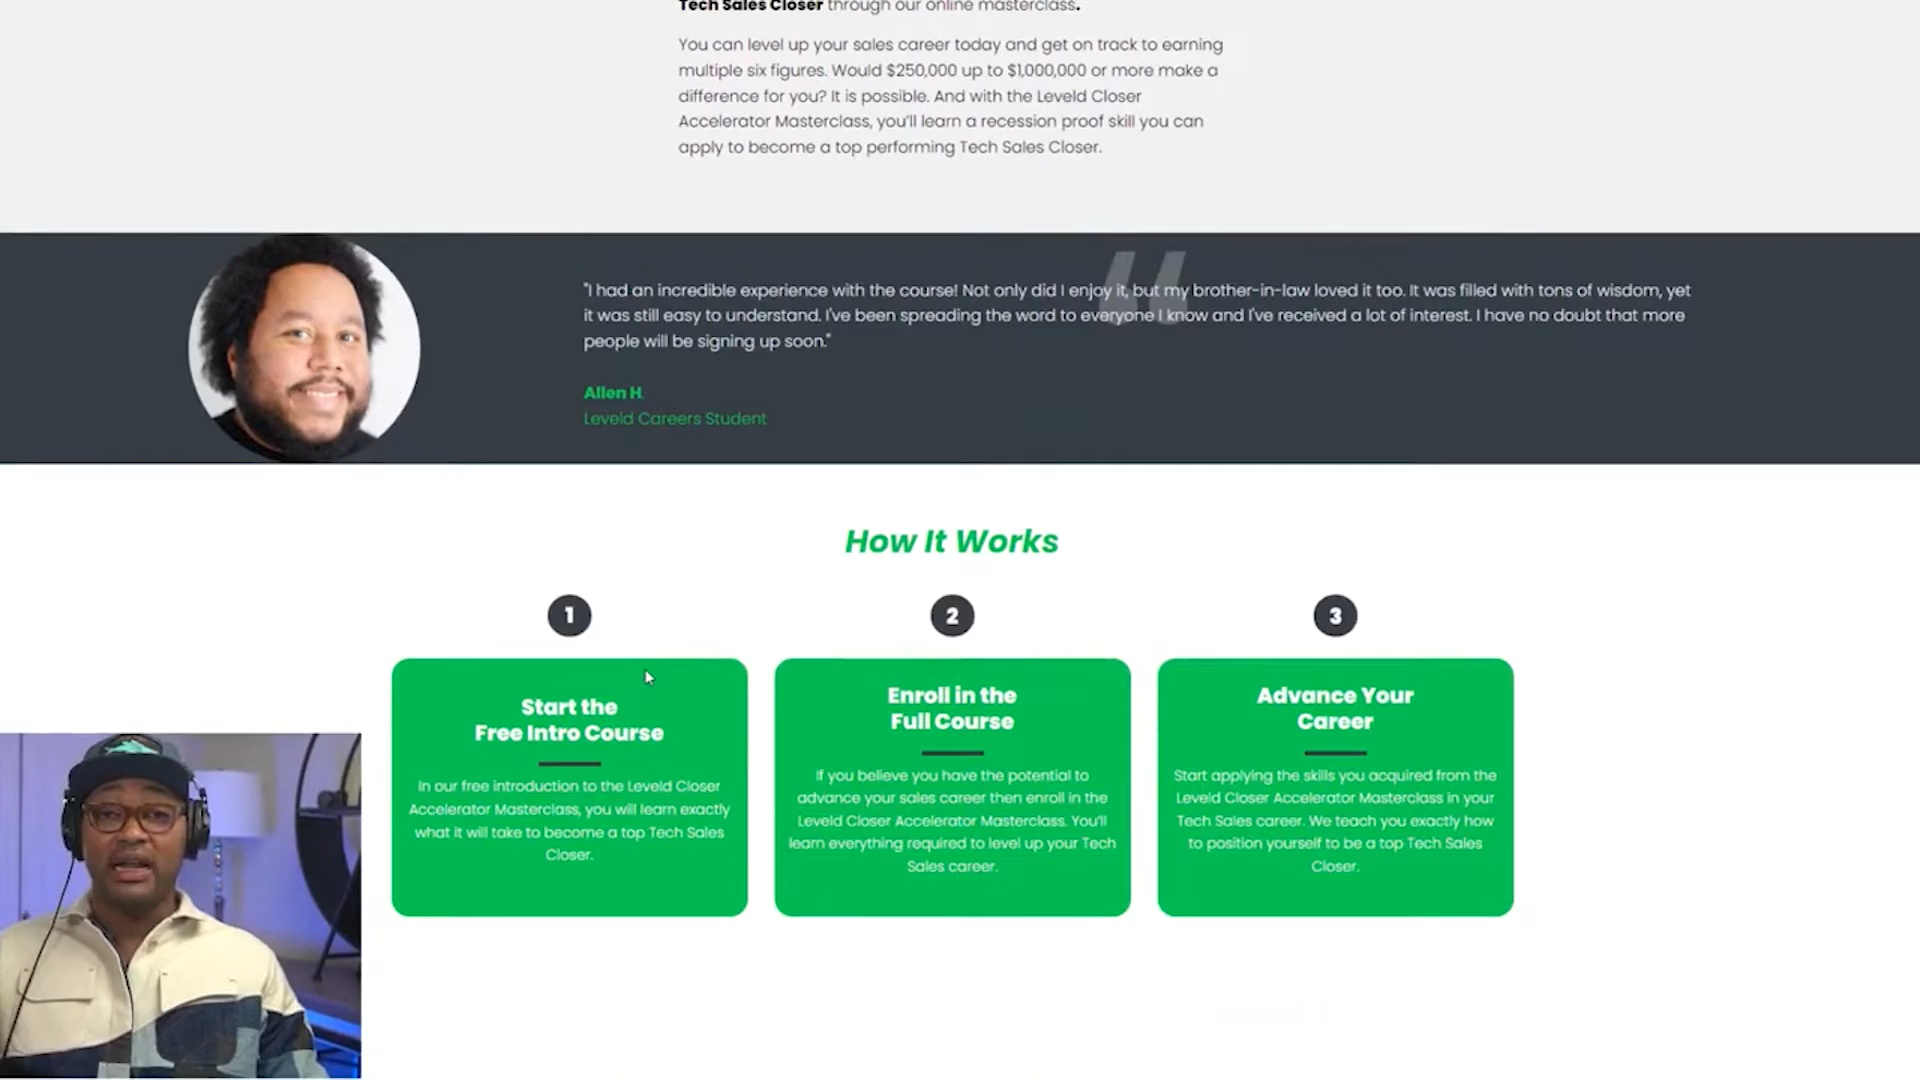 Tech Sales Closer through our online masterclass.
You can level up your sales career today and get on track to earning
multiple six figures. Would $250,000 up to $1,000,000 or more make a
difference for you? It is possible. And with the Leveld Closer
Accelerator Masterclass, you'll learn a recession proof skill you can
apply to become a top performing Tech Sales Closer.
"I had an incredible experience with the course! Not only did I enjoy it, but my brother-in-law loved it too. It was filled with tons of wisdom, yet
it was still easy to understand. I've been spreading the word to everyone I know and I've received a lot of interest. I have no doubt that more
people will be signing up soon."
Allen H.
Leveld Careers Student
How It Works
1
Start the
Free Intro Course
In our free introduction to the Leveld Closer
Accelerator Masterclass, you will learn exactly
what it will take to become a top Tech Sales
Closer.
2
Enroll in the
Full Course
If you believe you have the potential to
advance your sales career then enroll in the
Leveld Closer Accelerator Masterclass. You'll
learn everything required to level up your Tech
Sales career.
3
Advance Your
Career
Start applying the skills you acquired from the
Leveld Closer Accelerator Masterclass in your
Tech Sales career. We teach you exactly how
to position yourself to be a top Tech Sales
Closer.